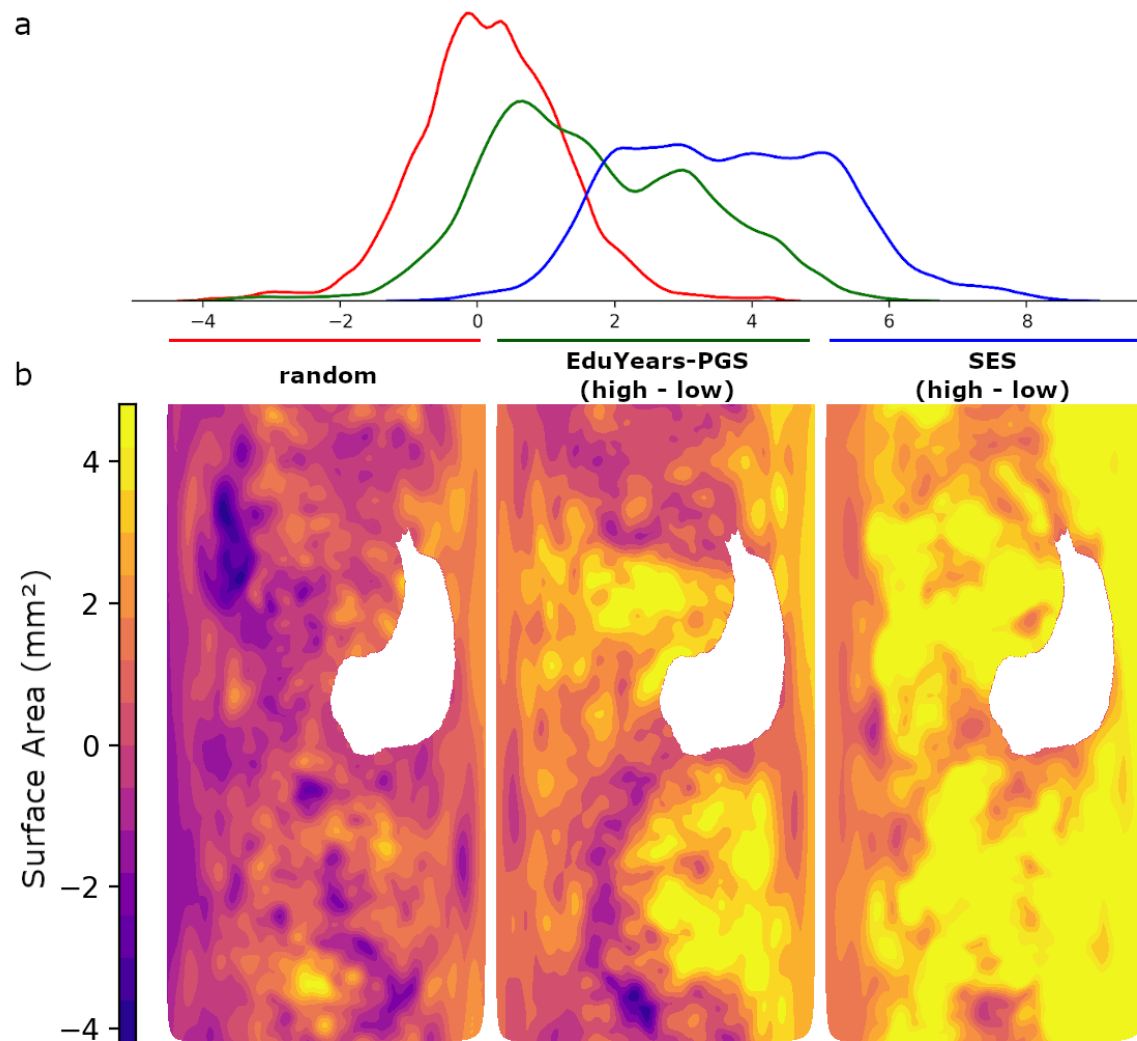 a
−4 −2 0 2 4 6 8
b
random
EduYears-PGS
(high - low)
SES
(high - low)
Surface Area (mm²)
4
2
0
−2
−4